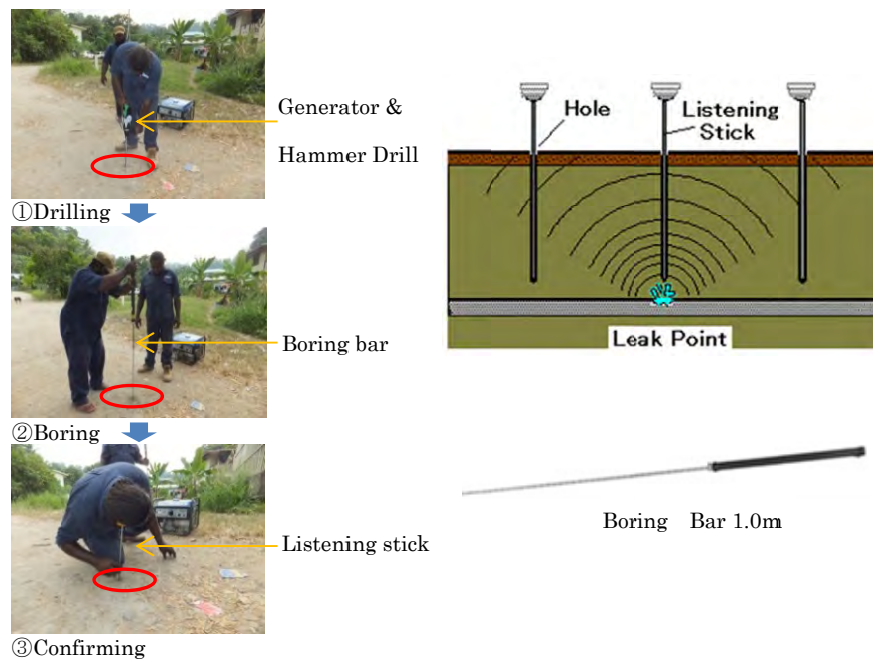 Generator &
Hammer Drill
①Drilling
Boring bar
②Boring
Listening stick
③Confirming
Hole
Listening
Stick
Leak Point
Boring Bar 1.0m